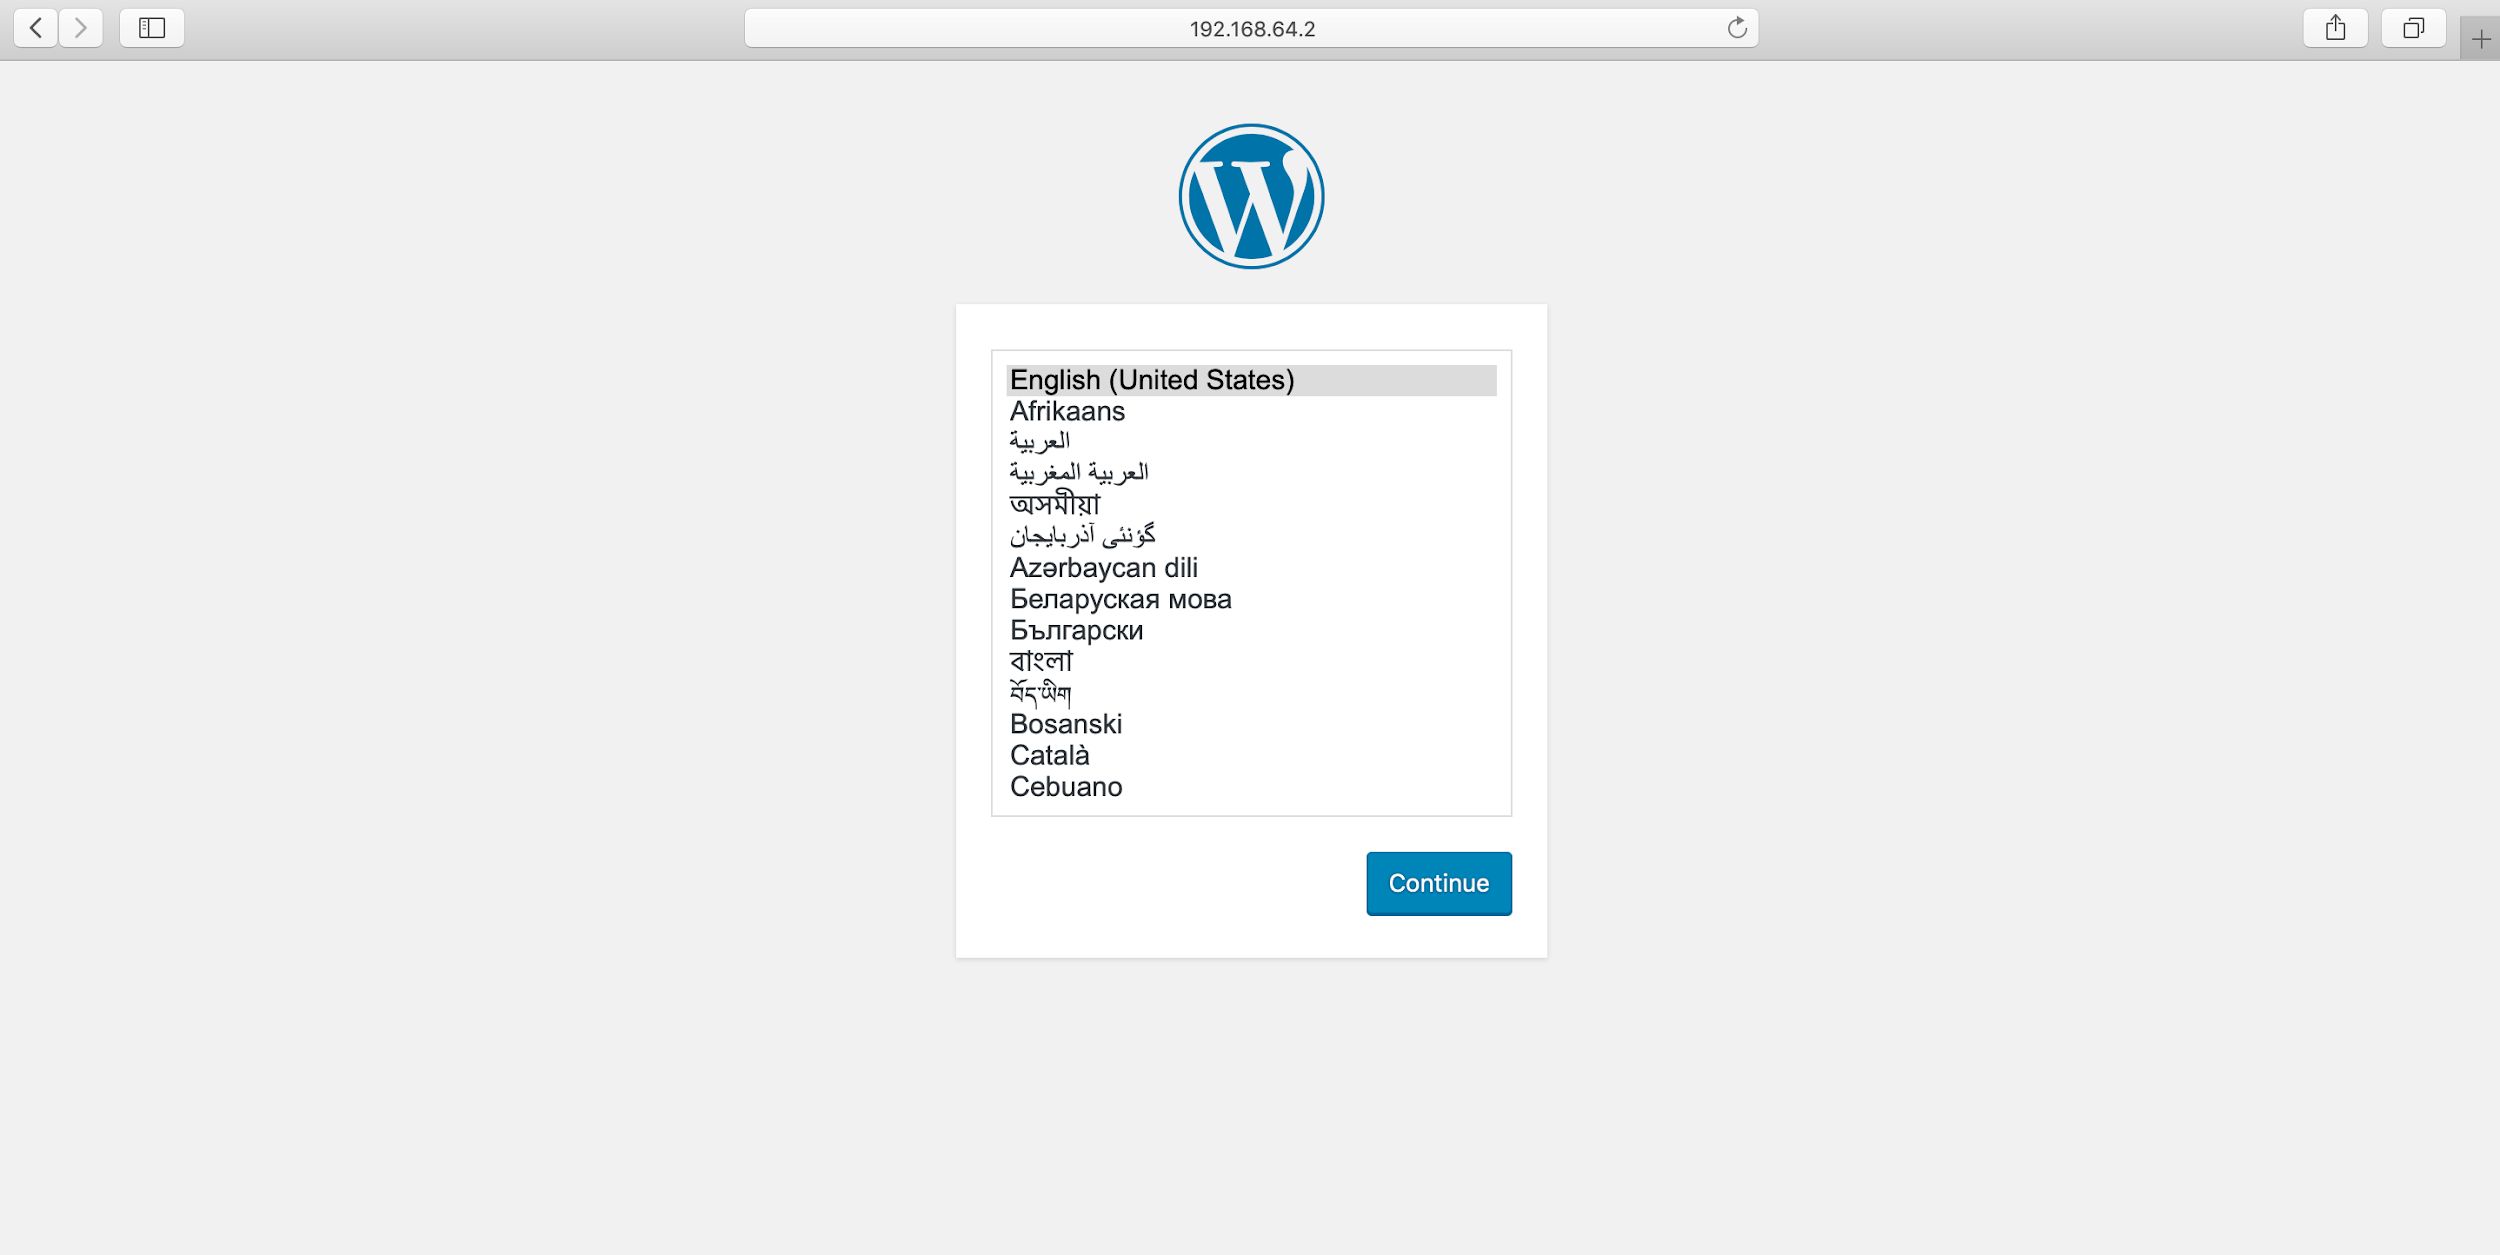 192.168.64.2
English (United States)
Afrikaans
العربية
العربية المغربية
অসমীয়া
گؤنئی آذربایجان
Azərbaycan dili
Беларуская мова
Български
বাংলা
བོད་ཡིག
Bosanski
Català
Cebuano
Continue